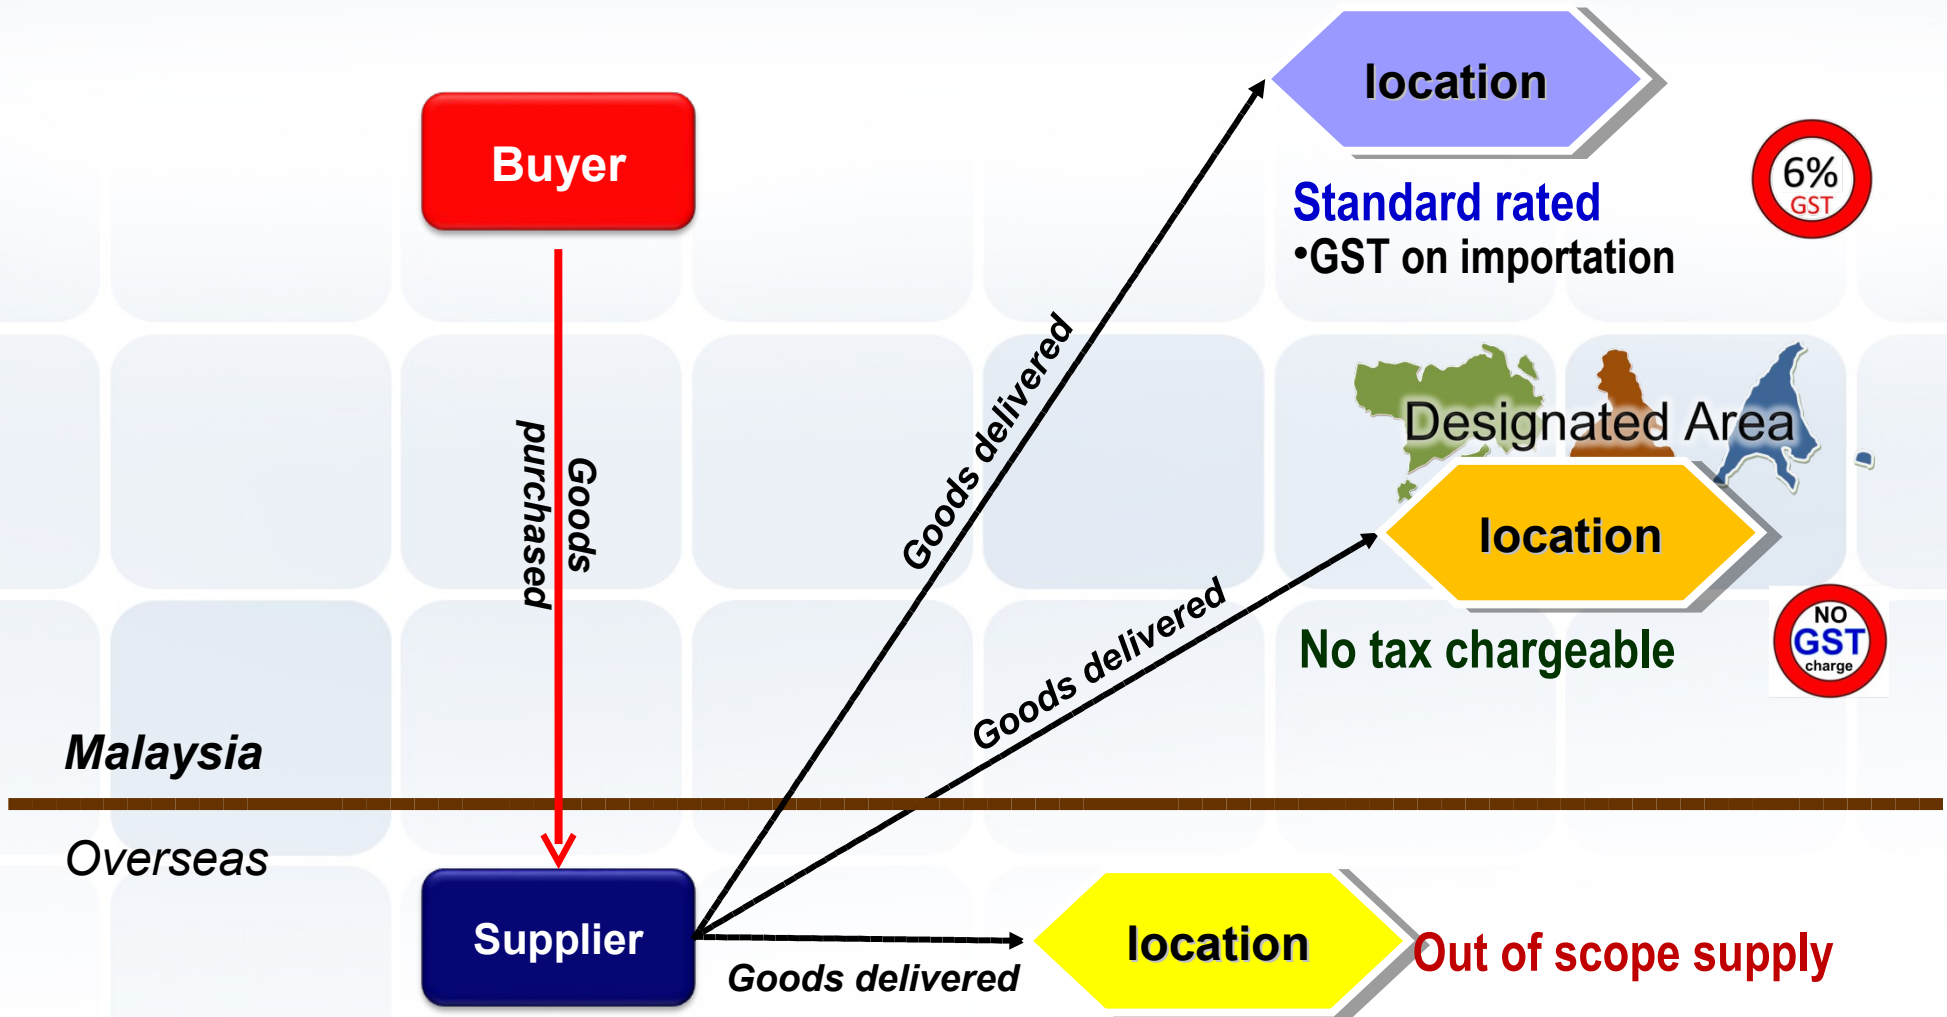 location
Buyer
6%
GST
Standard rated
•GST on importation
Goods delivered
Designated Area
Goods
purchased
location
Goods delivered
NO
GST
charge
No tax chargeable
Malaysia
Overseas
Supplier
location
Out of scope supply
Goods delivered